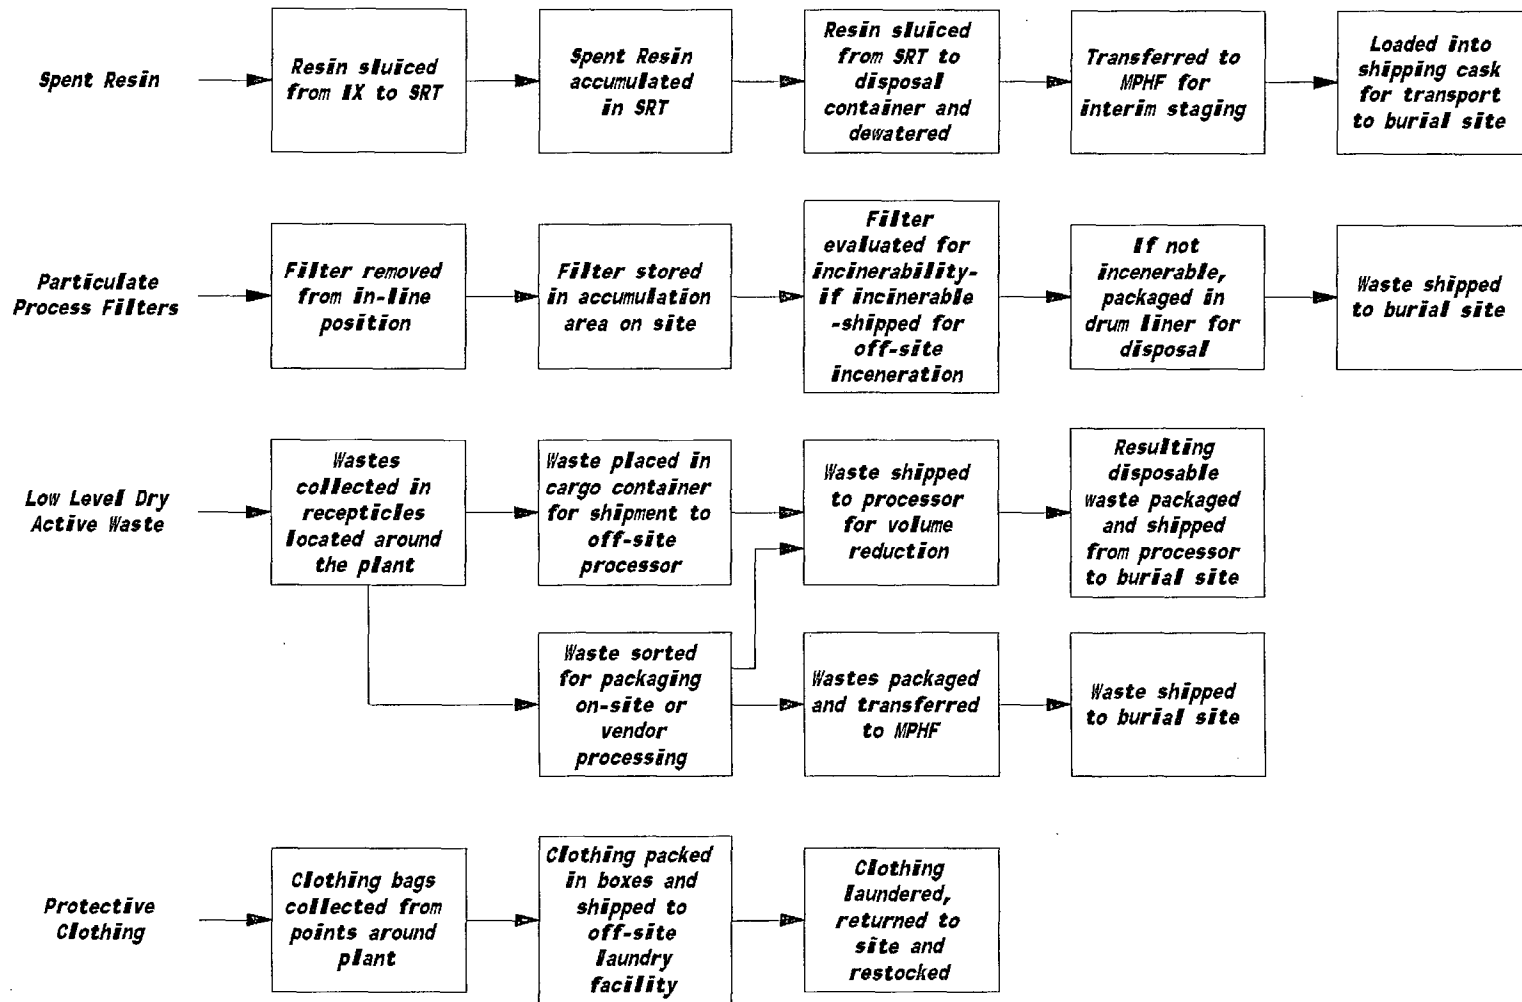 Spent Resin
Resin sluiced
from IX to SRT
Spent Resin
accumulated
in SRT
Resin sluiced
from SRT to
disposal
container and
dewatered
Transferred to
MPHF for
interim staging
Loaded into
shipping cask
for transport
to burial site
Particulate
Process Filters
Filter removed
from in-line
position
Filter stored
in accumulation
area on site
Filter
evaluated for
incinerability-
if incinerable
-shipped for
off-site
inceneration
If not
incenerable,
packaged in
drum liner for
disposal
Waste shipped
to burial site
Low Level Dry
Active Waste
Wastes
collected in
recepticles
located around
the plant
Waste placed in
cargo container
for shipment to
off-site
processor
Waste shipped
to processor
for volume
reduction
Resulting
disposable
waste packaged
and shipped
from processor
to burial site
Waste sorted
for packaging
on-site or
vendor
processing
Wastes packaged
and transferred
to MPHF
Waste shipped
to burial site
Protective
Clothing
Clothing bags
collected from
points around
plant
Clothing packed
in boxes and
shipped to
off-site
laundry
facility
Clothing
laundered,
returned to
site and
restocked